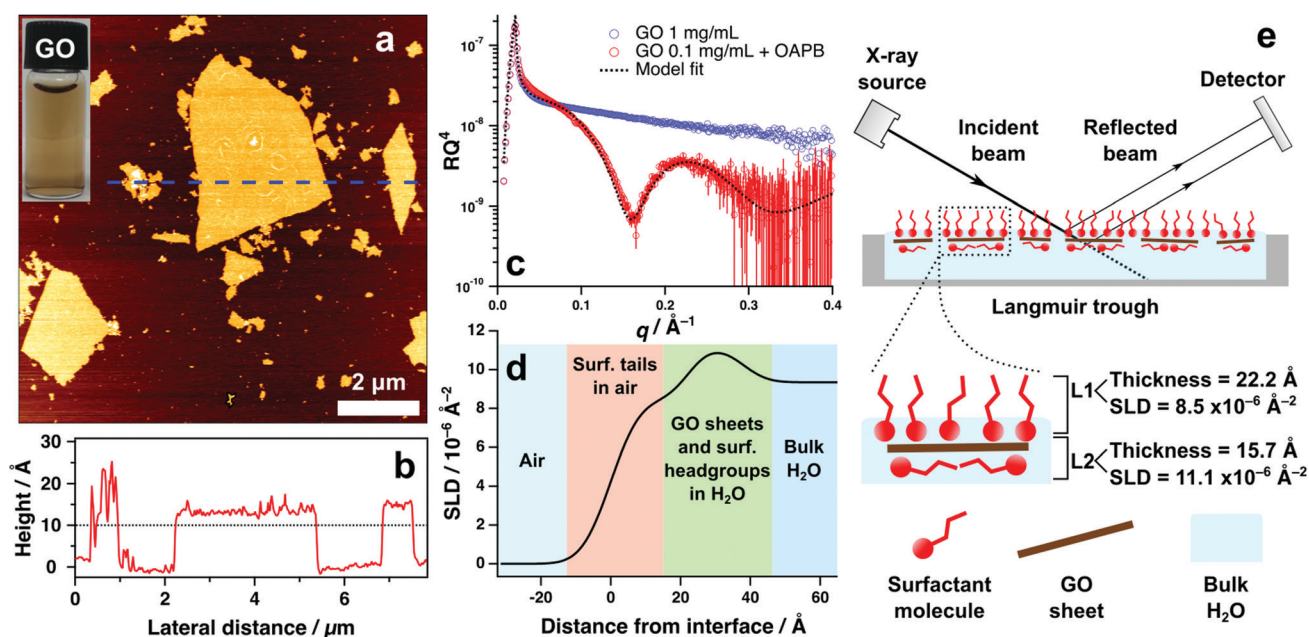 GO
a
2 µm
b
Height / Å
30
20
10
0
0
2
4
6
Lateral distance / µm
c
RQ⁴
10⁻⁷
10⁻⁸
10⁻⁹
10⁻¹⁰
GO 1 mg/mL
GO 0.1 mg/mL + OAPB
Model fit
0.0
0.1
0.2
0.3
0.4
q / Å⁻¹
d
SLD / 10⁻⁶ Å⁻²
12
10
8
6
4
2
0
Air
Surf. tails
in air
GO sheets
and surf.
headgroups
in H₂O
Bulk
H₂O
-20
0
20
40
60
Distance from interface / Å
e
X-ray
source
Incident
beam
Reflected
beam
Detector
Langmuir trough
L1
Thickness = 22.2 Å
SLD = 8.5 x10⁻⁶ Å⁻²
L2
Thickness = 15.7 Å
SLD = 11.1 x10⁻⁶ Å⁻²
Surfactant
molecule
GO
sheet
Bulk
H₂O